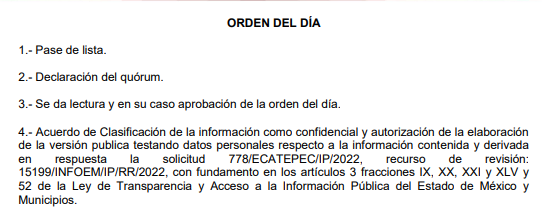 ORDEN DEL DÍA
1.- Pase de lista.
2.- Declaración del quórum.
3.- Se da lectura y en su caso aprobación de la orden del día.
4.- Acuerdo de Clasificación de la información como confidencial y autorización de la elaboración
de la versión publica testando datos personales respecto a la información contenida y derivada
en respuesta la solicitud 778/ECATEPEC/IP/2022, recurso de revisión:
15199/INFOEM/IP/RR/2022, con fundamento en los artículos 3 fracciones IX, XX, XXI y XLV y
52 de la Ley de Transparencia y Acceso a la Información Pública del Estado de México y
Municipios.